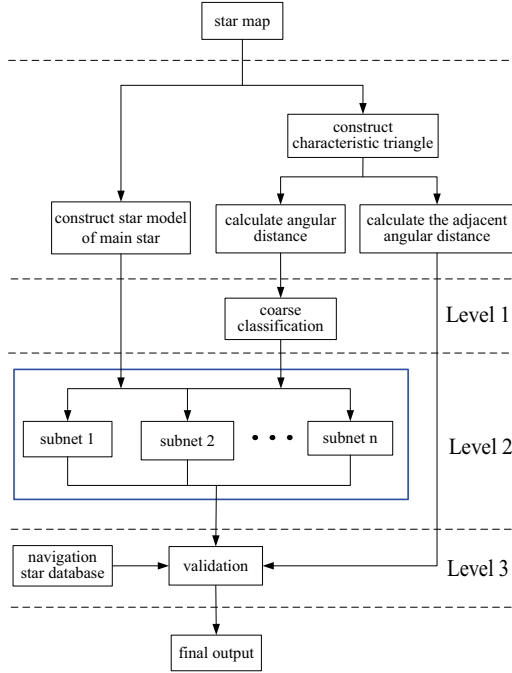 star map
construct
characteristic triangle
construct star model
of main star
calculate angular
distance
calculate the adjacent
angular distance
coarse
classification
Level 1
subnet 1
subnet 2
• • •
subnet n
Level 2
navigation
star database
validation
Level 3
final output